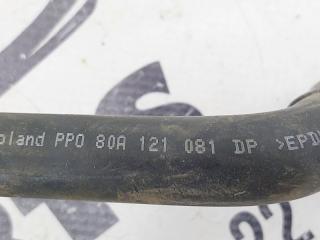 oland PPO 80A 121 081 DP >EPD